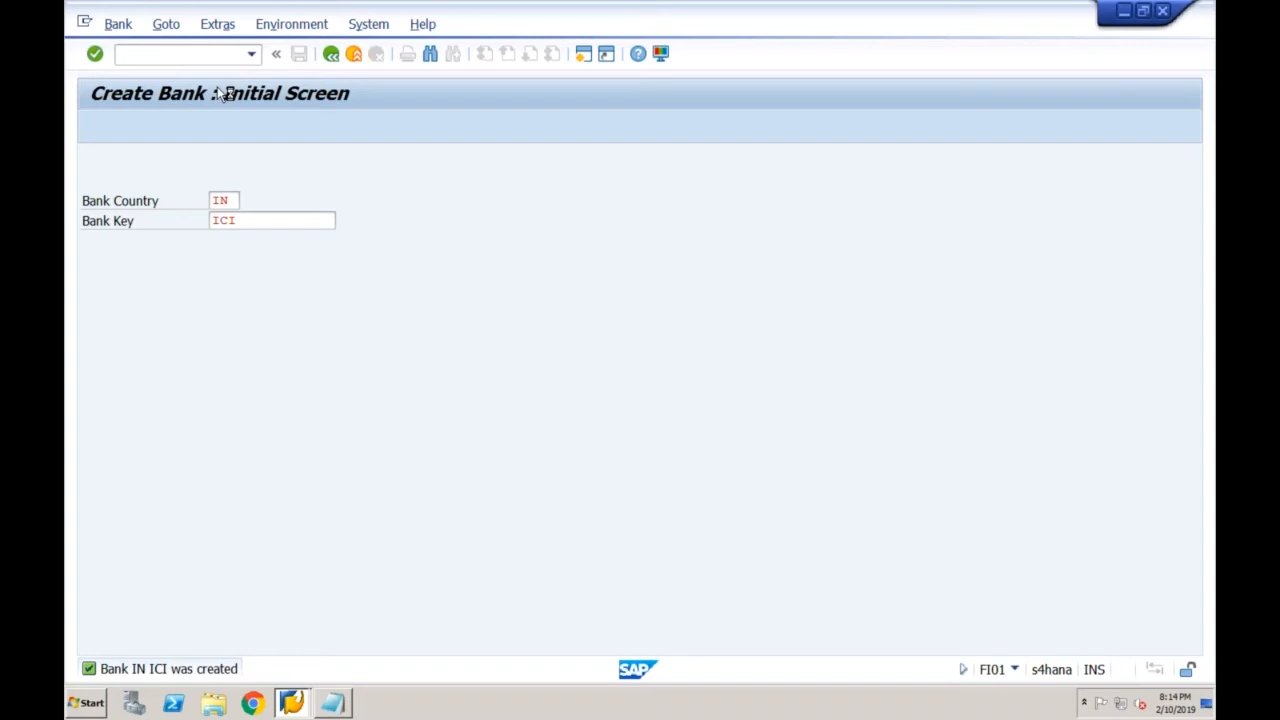 Bank Goto Extras Environment System Help
Create Bank : Initial Screen
Bank Country IN
Bank Key ICI
Bank IN ICI was created
SAP
FI01 s4hana INS
Start
8:14 PM
2/10/2019